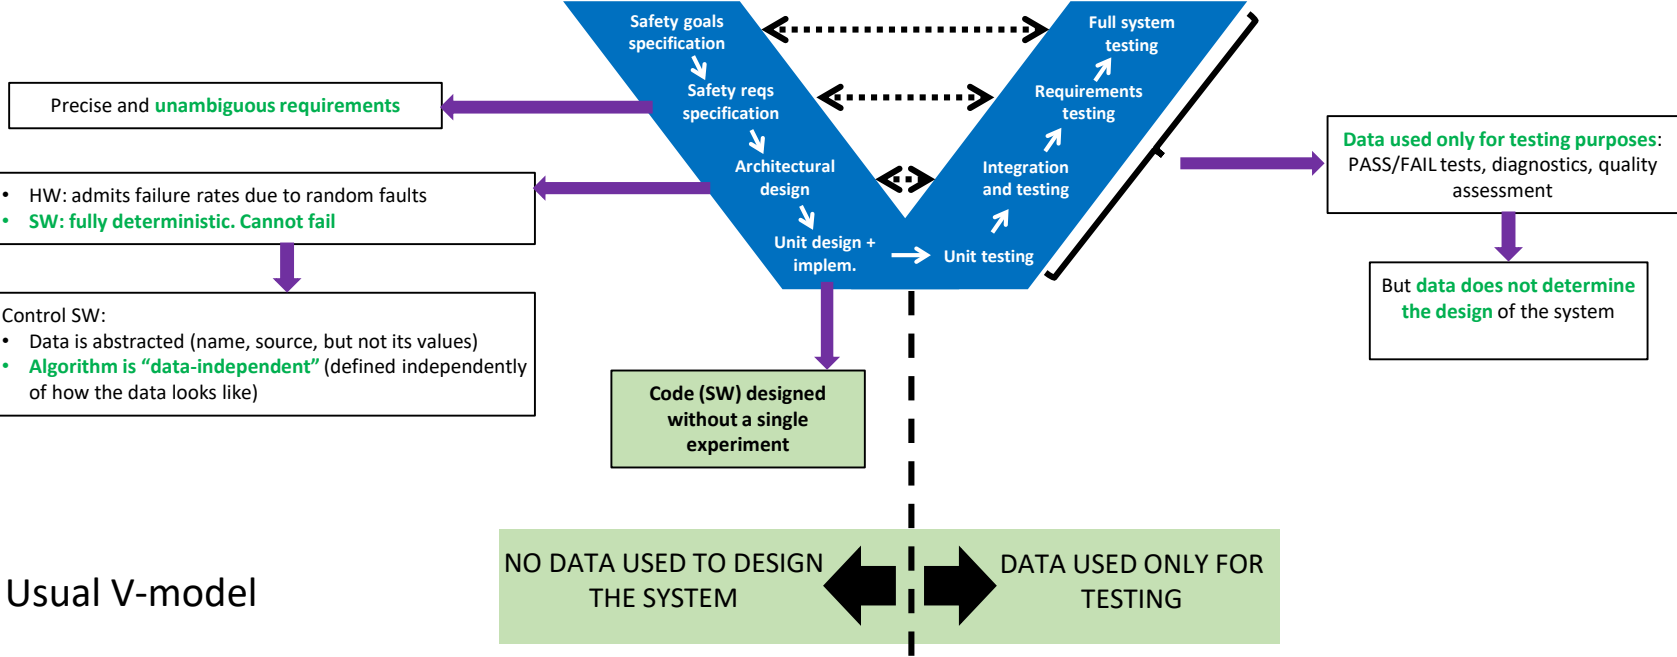 Safety goals
specification
Safety reqs
specification
Architectural
design
Unit design +
implem.
Unit testing
Integration
and testing
Requirements
testing
Full system
testing
Precise and unambiguous requirements
• HW: admits failure rates due to random faults
• SW: fully deterministic. Cannot fail
Control SW:
• Data is abstracted (name, source, but not its values)
• Algorithm is “data-independent” (defined independently
of how the data looks like)
Code (SW) designed
without a single
experiment
Data used only for testing purposes:
PASS/FAIL tests, diagnostics, quality
assessment
But data does not determine
the design of the system
NO DATA USED TO DESIGN
THE SYSTEM
DATA USED ONLY FOR
TESTING
Usual V-model